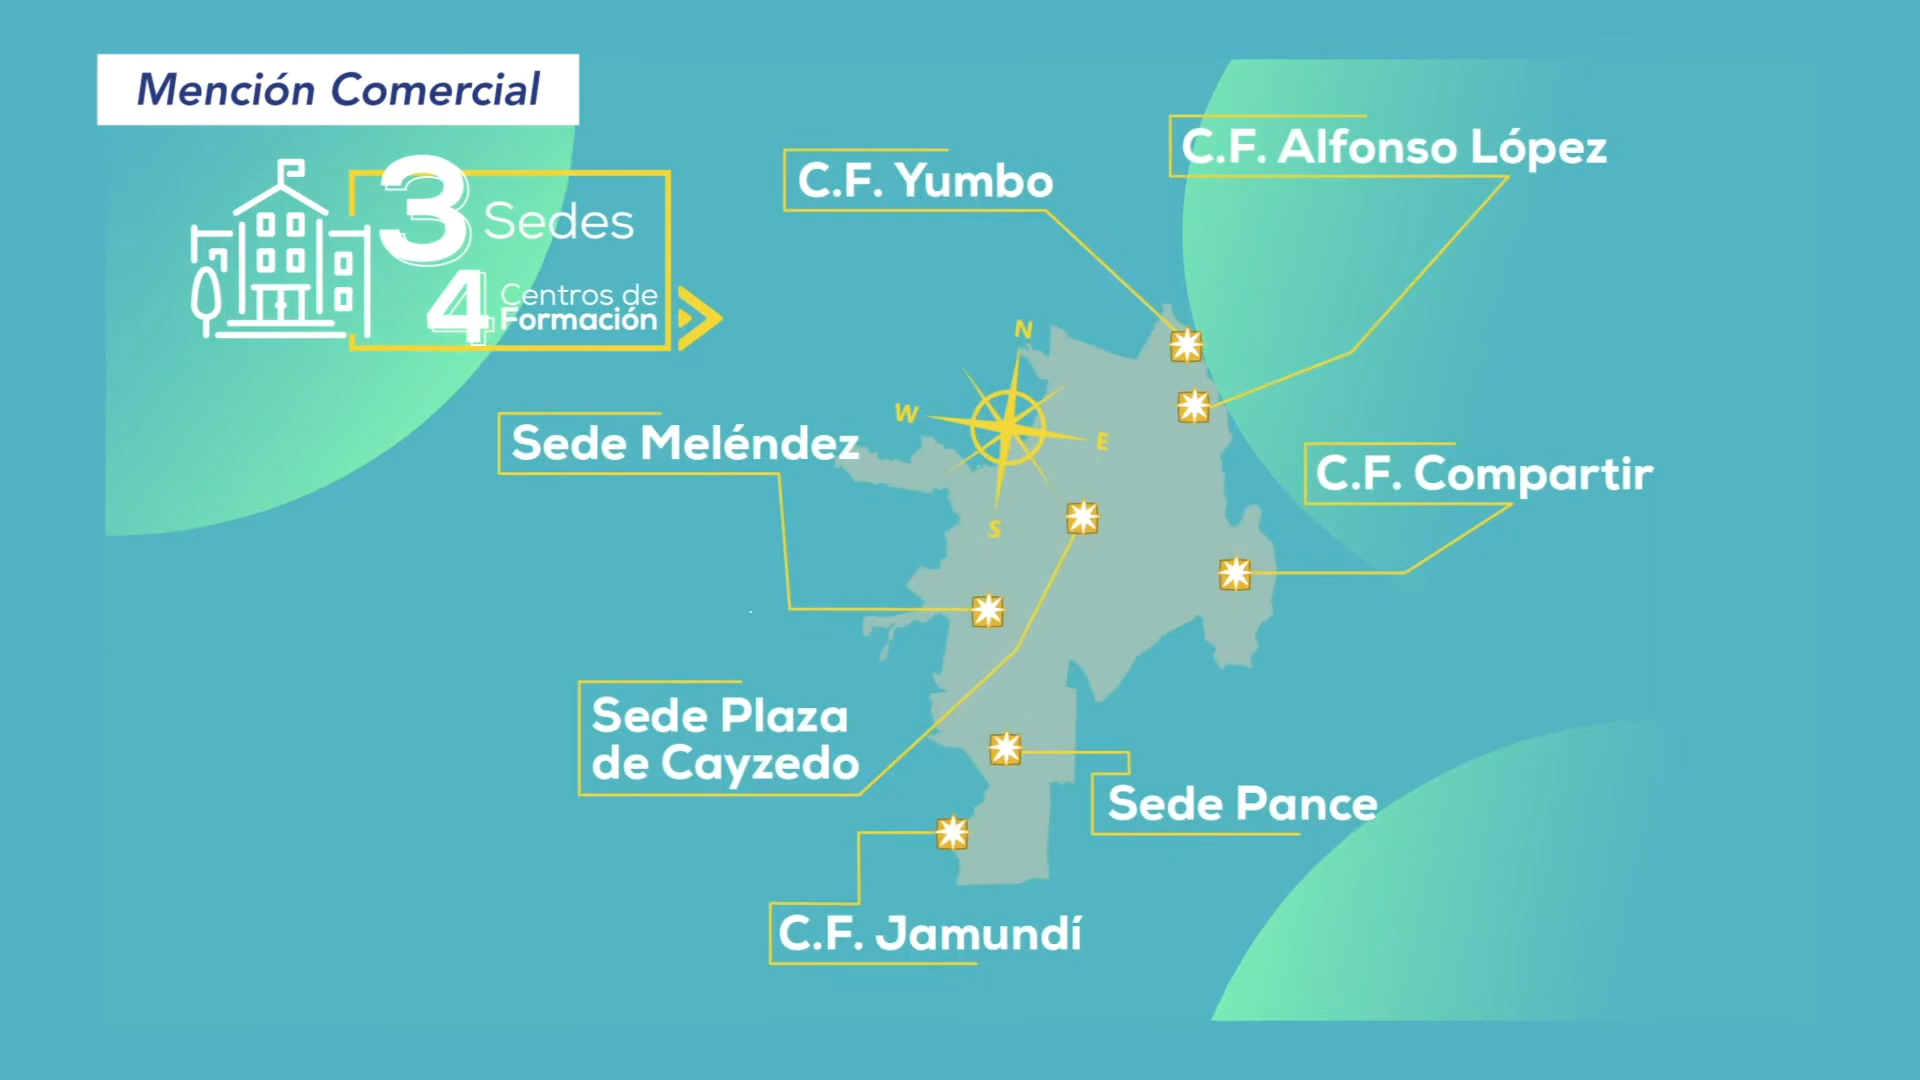 Mención Comercial
3 Sedes
4 Centros de
Formación
C.F. Yumbo
C.F. Alfonso López
N
W
E
S
Sede Meléndez
C.F. Compartir
Sede Plaza
de Cayzedo
Sede Pance
C.F. Jamundí